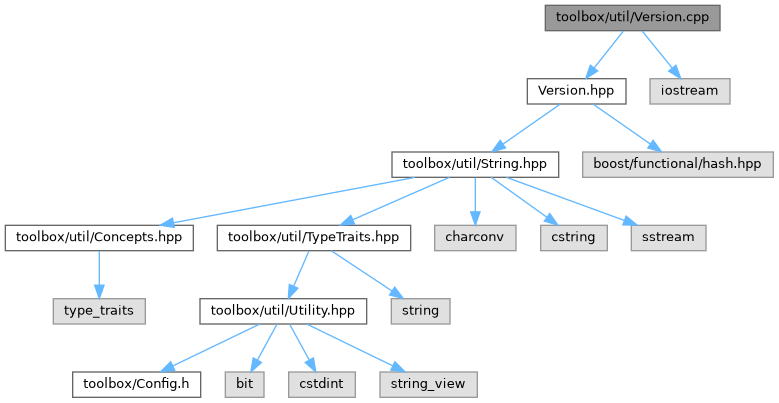 toolbox/util/Version.cpp
Version.hpp
iostream
toolbox/util/String.hpp
boost/functional/hash.hpp
toolbox/util/Concepts.hpp
toolbox/util/TypeTraits.hpp
charconv
cstring
sstream
type_traits
toolbox/util/Utility.hpp
string
toolbox/Config.h
bit
cstdint
string_view